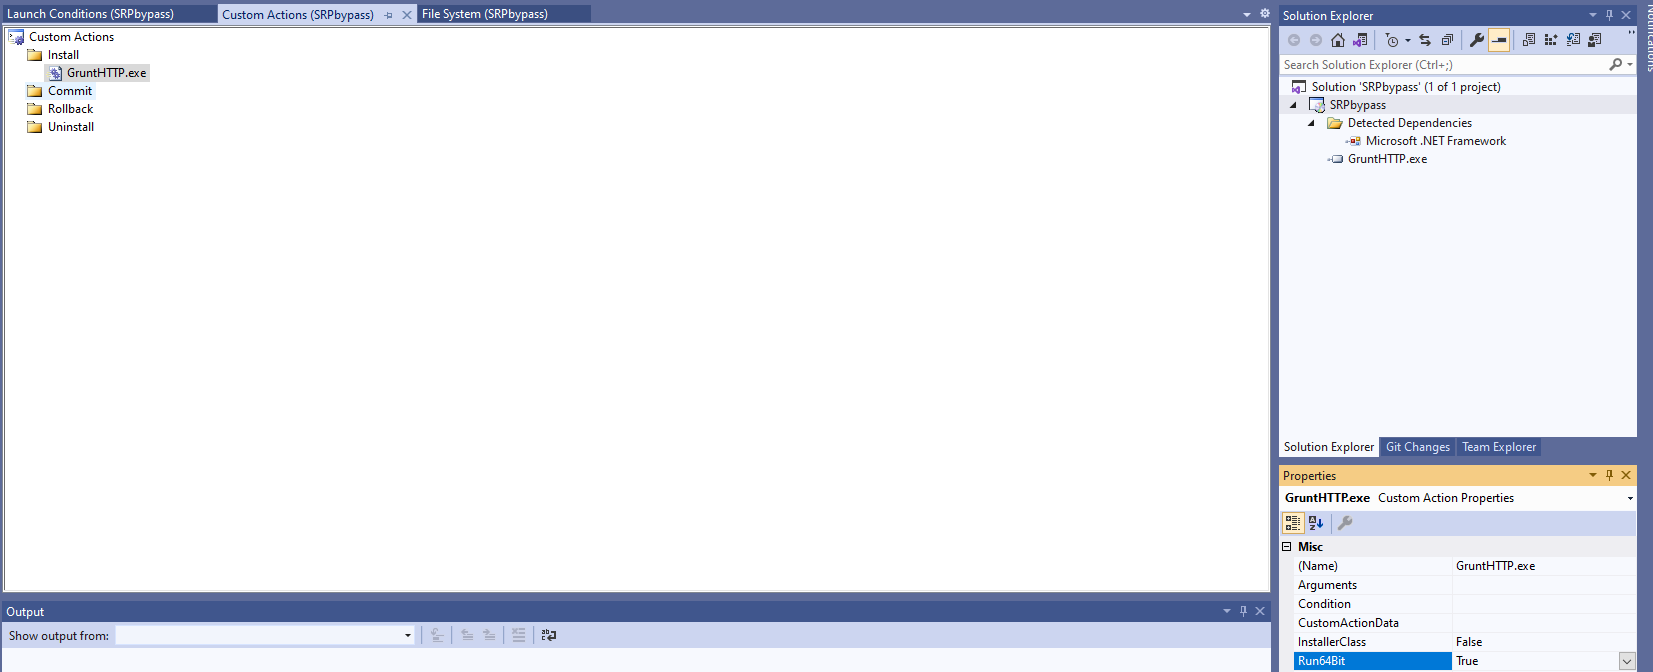 Launch Conditions (SRPbypass)
Custom Actions (SRPbypass)
File System (SRPbypass)
Custom Actions
Install
GruntHTTP.exe
Commit
Rollback
Uninstall
Output
Show output from:
Solution Explorer
Search Solution Explorer (Ctrl+;)
Solution 'SRPbypass' (1 of 1 project)
SRPbypass
Detected Dependencies
Microsoft .NET Framework
GruntHTTP.exe
Solution Explorer
Git Changes
Team Explorer
Properties
GruntHTTP.exe Custom Action Properties
Misc
(Name) GruntHTTP.exe
Arguments
Condition
CustomActionData
InstallerClass False
Run64Bit True
Notifications